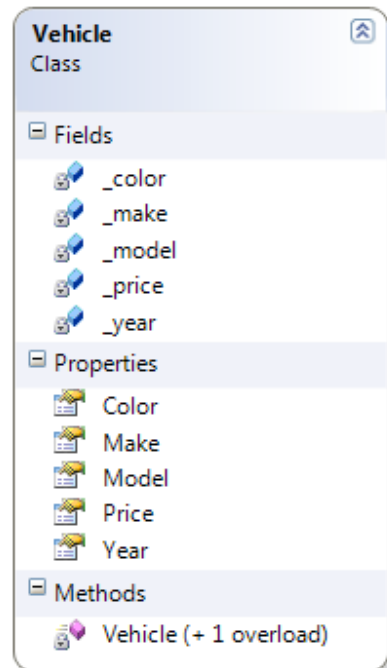 Vehicle
Class
Fields
_color
_make
_model
_price
_year
Properties
Color
Make
Model
Price
Year
Methods
Vehicle (+ 1 overload)